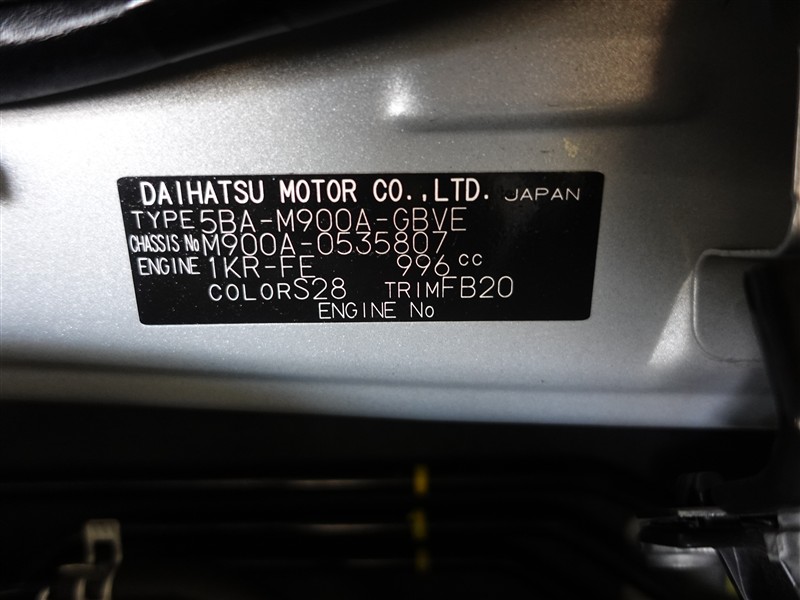 DAIHATSU MOTOR CO.,LTD. JAPAN
TYPE 5BA-M900A-GBVE
CHASSIS No M900A-0535807
ENGINE 1KR-FE 996 cc
COLOR S28 TRIM FB20
ENGINE No